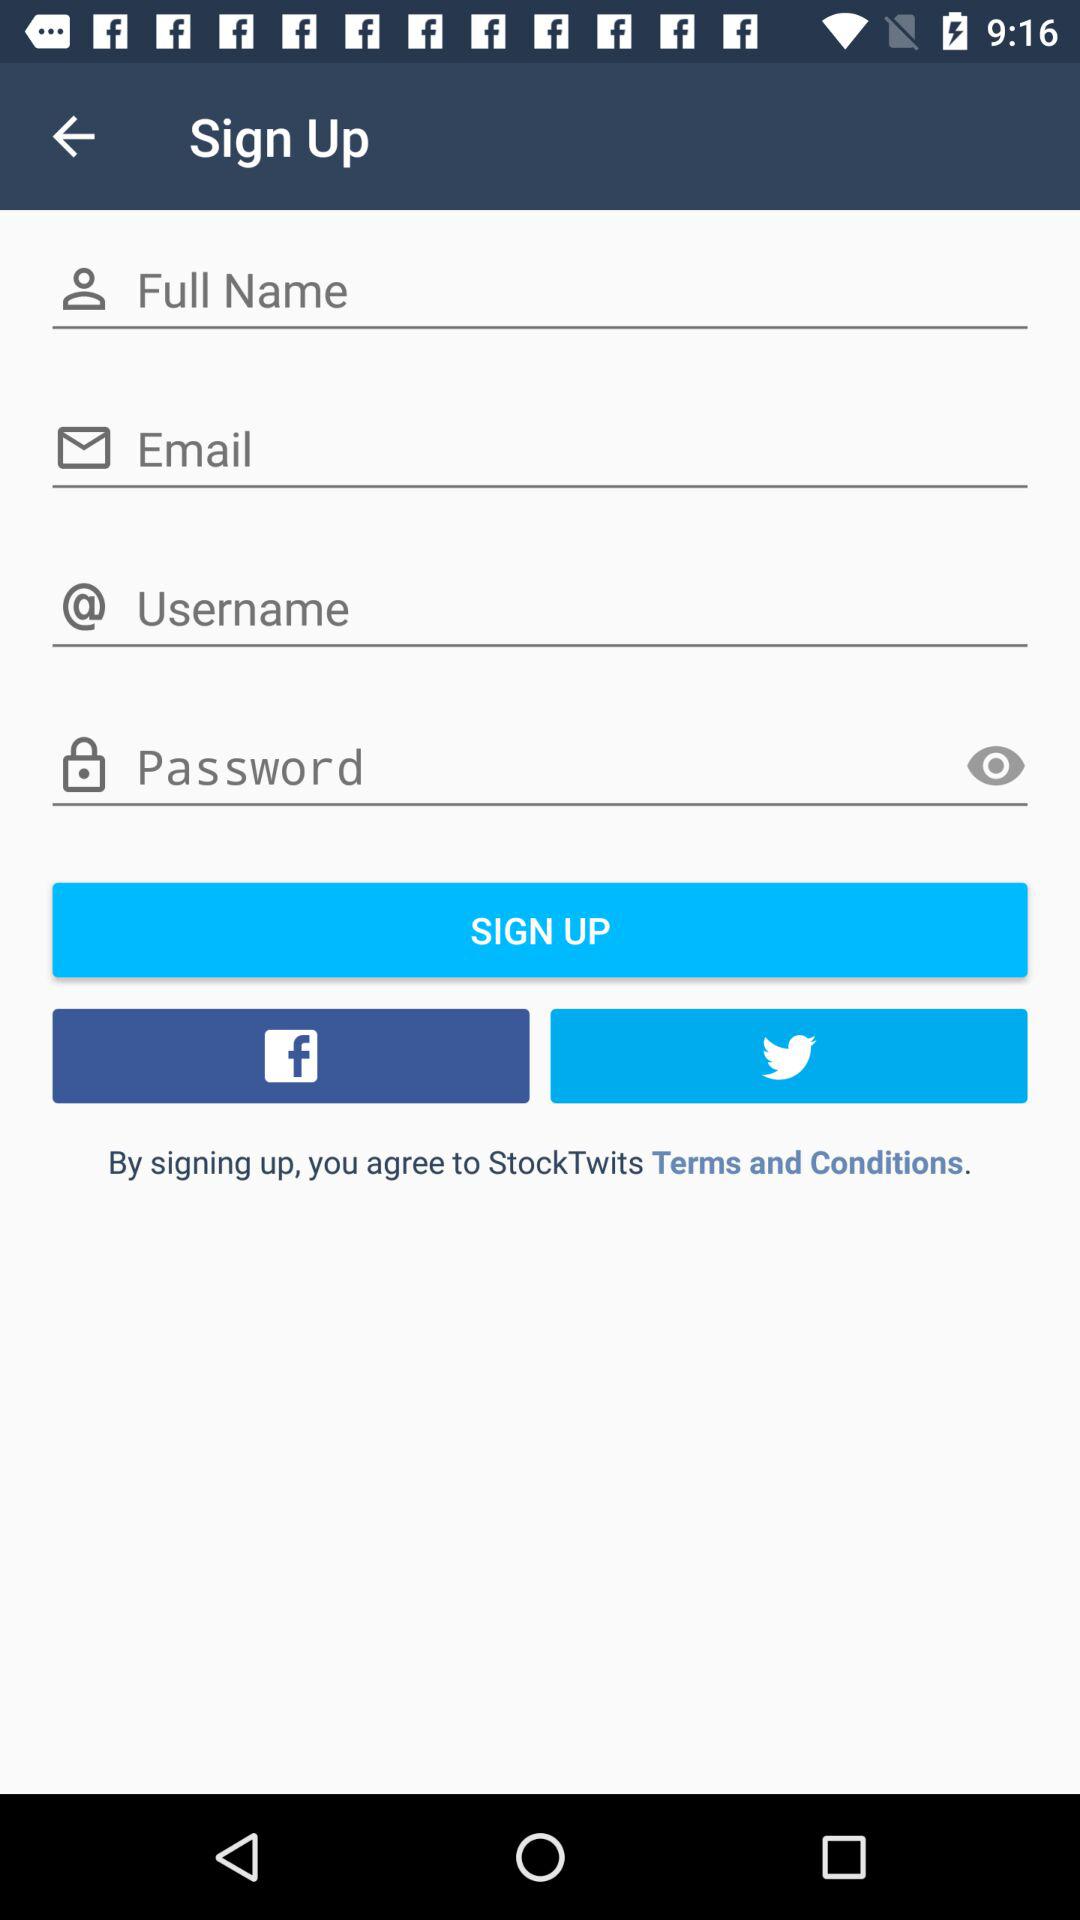 9:16
Sign Up
Full Name
Email
@ Username
Password
SIGN UP
By signing up, you agree to StockTwits Terms and Conditions.